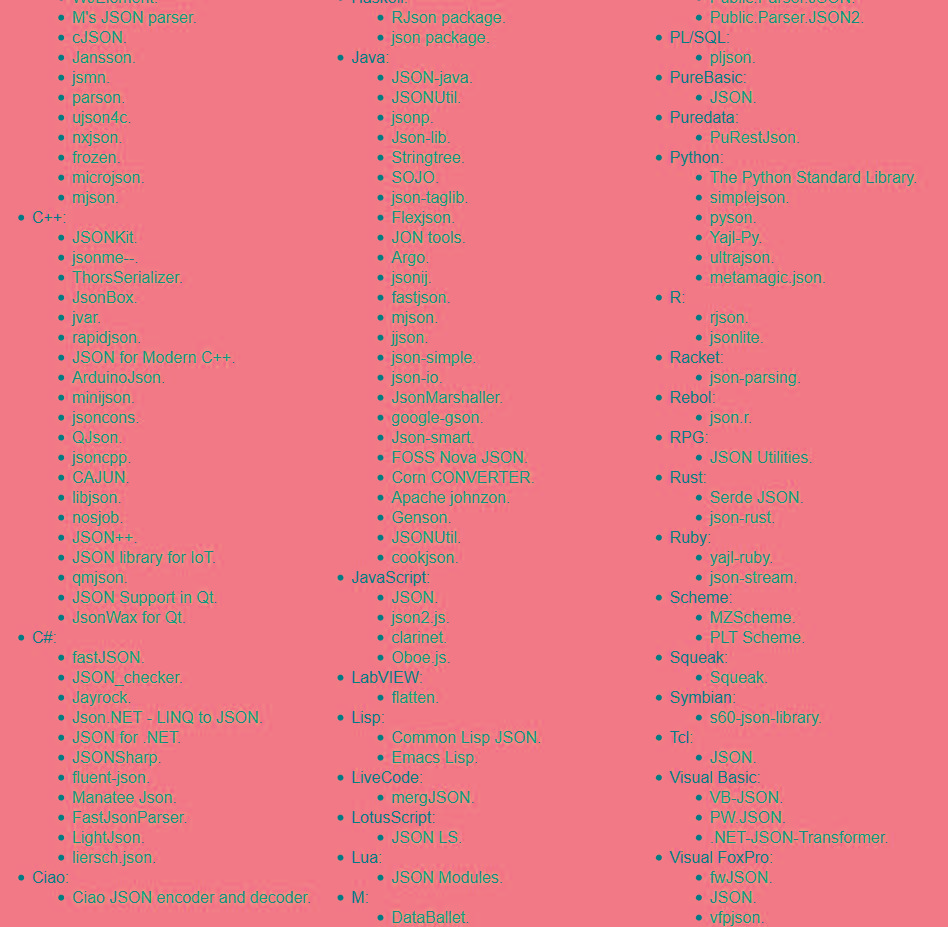 M's JSON parser.
cJSON.
Jansson.
jsmn.
parson.
ujson4c.
nxjson.
frozen.
microjson.
mjson.
C++:
JSONKit.
jsonme--.
ThorsSerializer.
JsonBox.
jvar.
rapidjson.
JSON for Modern C++.
ArduinoJson.
minijson.
jsoncons.
QJson.
jsoncpp.
CAJUN.
libjson.
nosjob.
JSON++.
JSON library for IoT.
qmjson.
JSON Support in Qt.
JsonWax for Qt.
C#:
fastJSON.
JSON_checker.
Jayrock.
Json.NET - LINQ to JSON.
JSON for .NET.
JSONSharp.
fluent-json.
Manatee Json.
FastJsonParser.
LightJson.
liersch.json.
Ciao:
Ciao JSON encoder and decoder.
Haskell:
RJson package.
json package.
Java:
JSON-java.
JSONUtil.
jsonp.
Json-lib.
Stringtree.
SOJO.
json-taglib.
Flexjson.
JON tools.
Argo.
jsonij.
fastjson.
mjson.
jjson.
json-simple.
json-io.
JsonMarshaller.
google-gson.
Json-smart.
FOSS Nova JSON.
Corn CONVERTER.
Apache johnzon.
Genson.
JSONUtil.
cookjson.
JavaScript:
JSON.
json2.js.
clarinet.
Oboe.js.
LabVIEW:
flatten.
Lisp:
Common Lisp JSON.
Emacs Lisp.
LiveCode:
mergJSON.
LotusScript:
JSON LS.
Lua:
JSON Modules.
M:
DataBallet.
Public.Parser.JSON.
Public.Parser.JSON2.
PL/SQL:
pljson.
PureBasic:
JSON.
Puredata:
PuRestJson.
Python:
The Python Standard Library.
simplejson.
pyson.
Yajl-Py.
ultrajson.
metamagic.json.
R:
rjson.
jsonlite.
Racket:
json-parsing.
Rebol:
json.r.
RPG:
JSON Utilities.
Rust:
Serde JSON.
json-rust.
Ruby:
yajl-ruby.
json-stream.
Scheme:
MZScheme.
PLT Scheme.
Squeak:
Squeak.
Symbian:
s60-json-library.
Tcl:
JSON.
Visual Basic:
VB-JSON.
PW.JSON.
.NET-JSON-Transformer.
Visual FoxPro:
fwJSON.
JSON.
vfpjson.